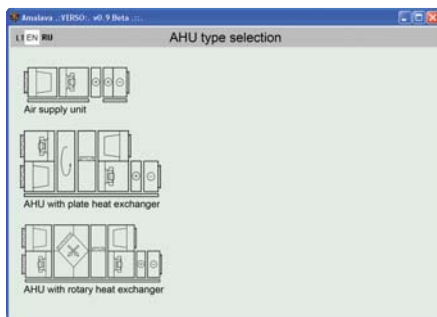 Amalava .:VERSO:. v0.9 Beta .::.
LT EN RU
AHU type selection
Air supply unit
AHU with plate heat exchanger
AHU with rotary heat exchanger